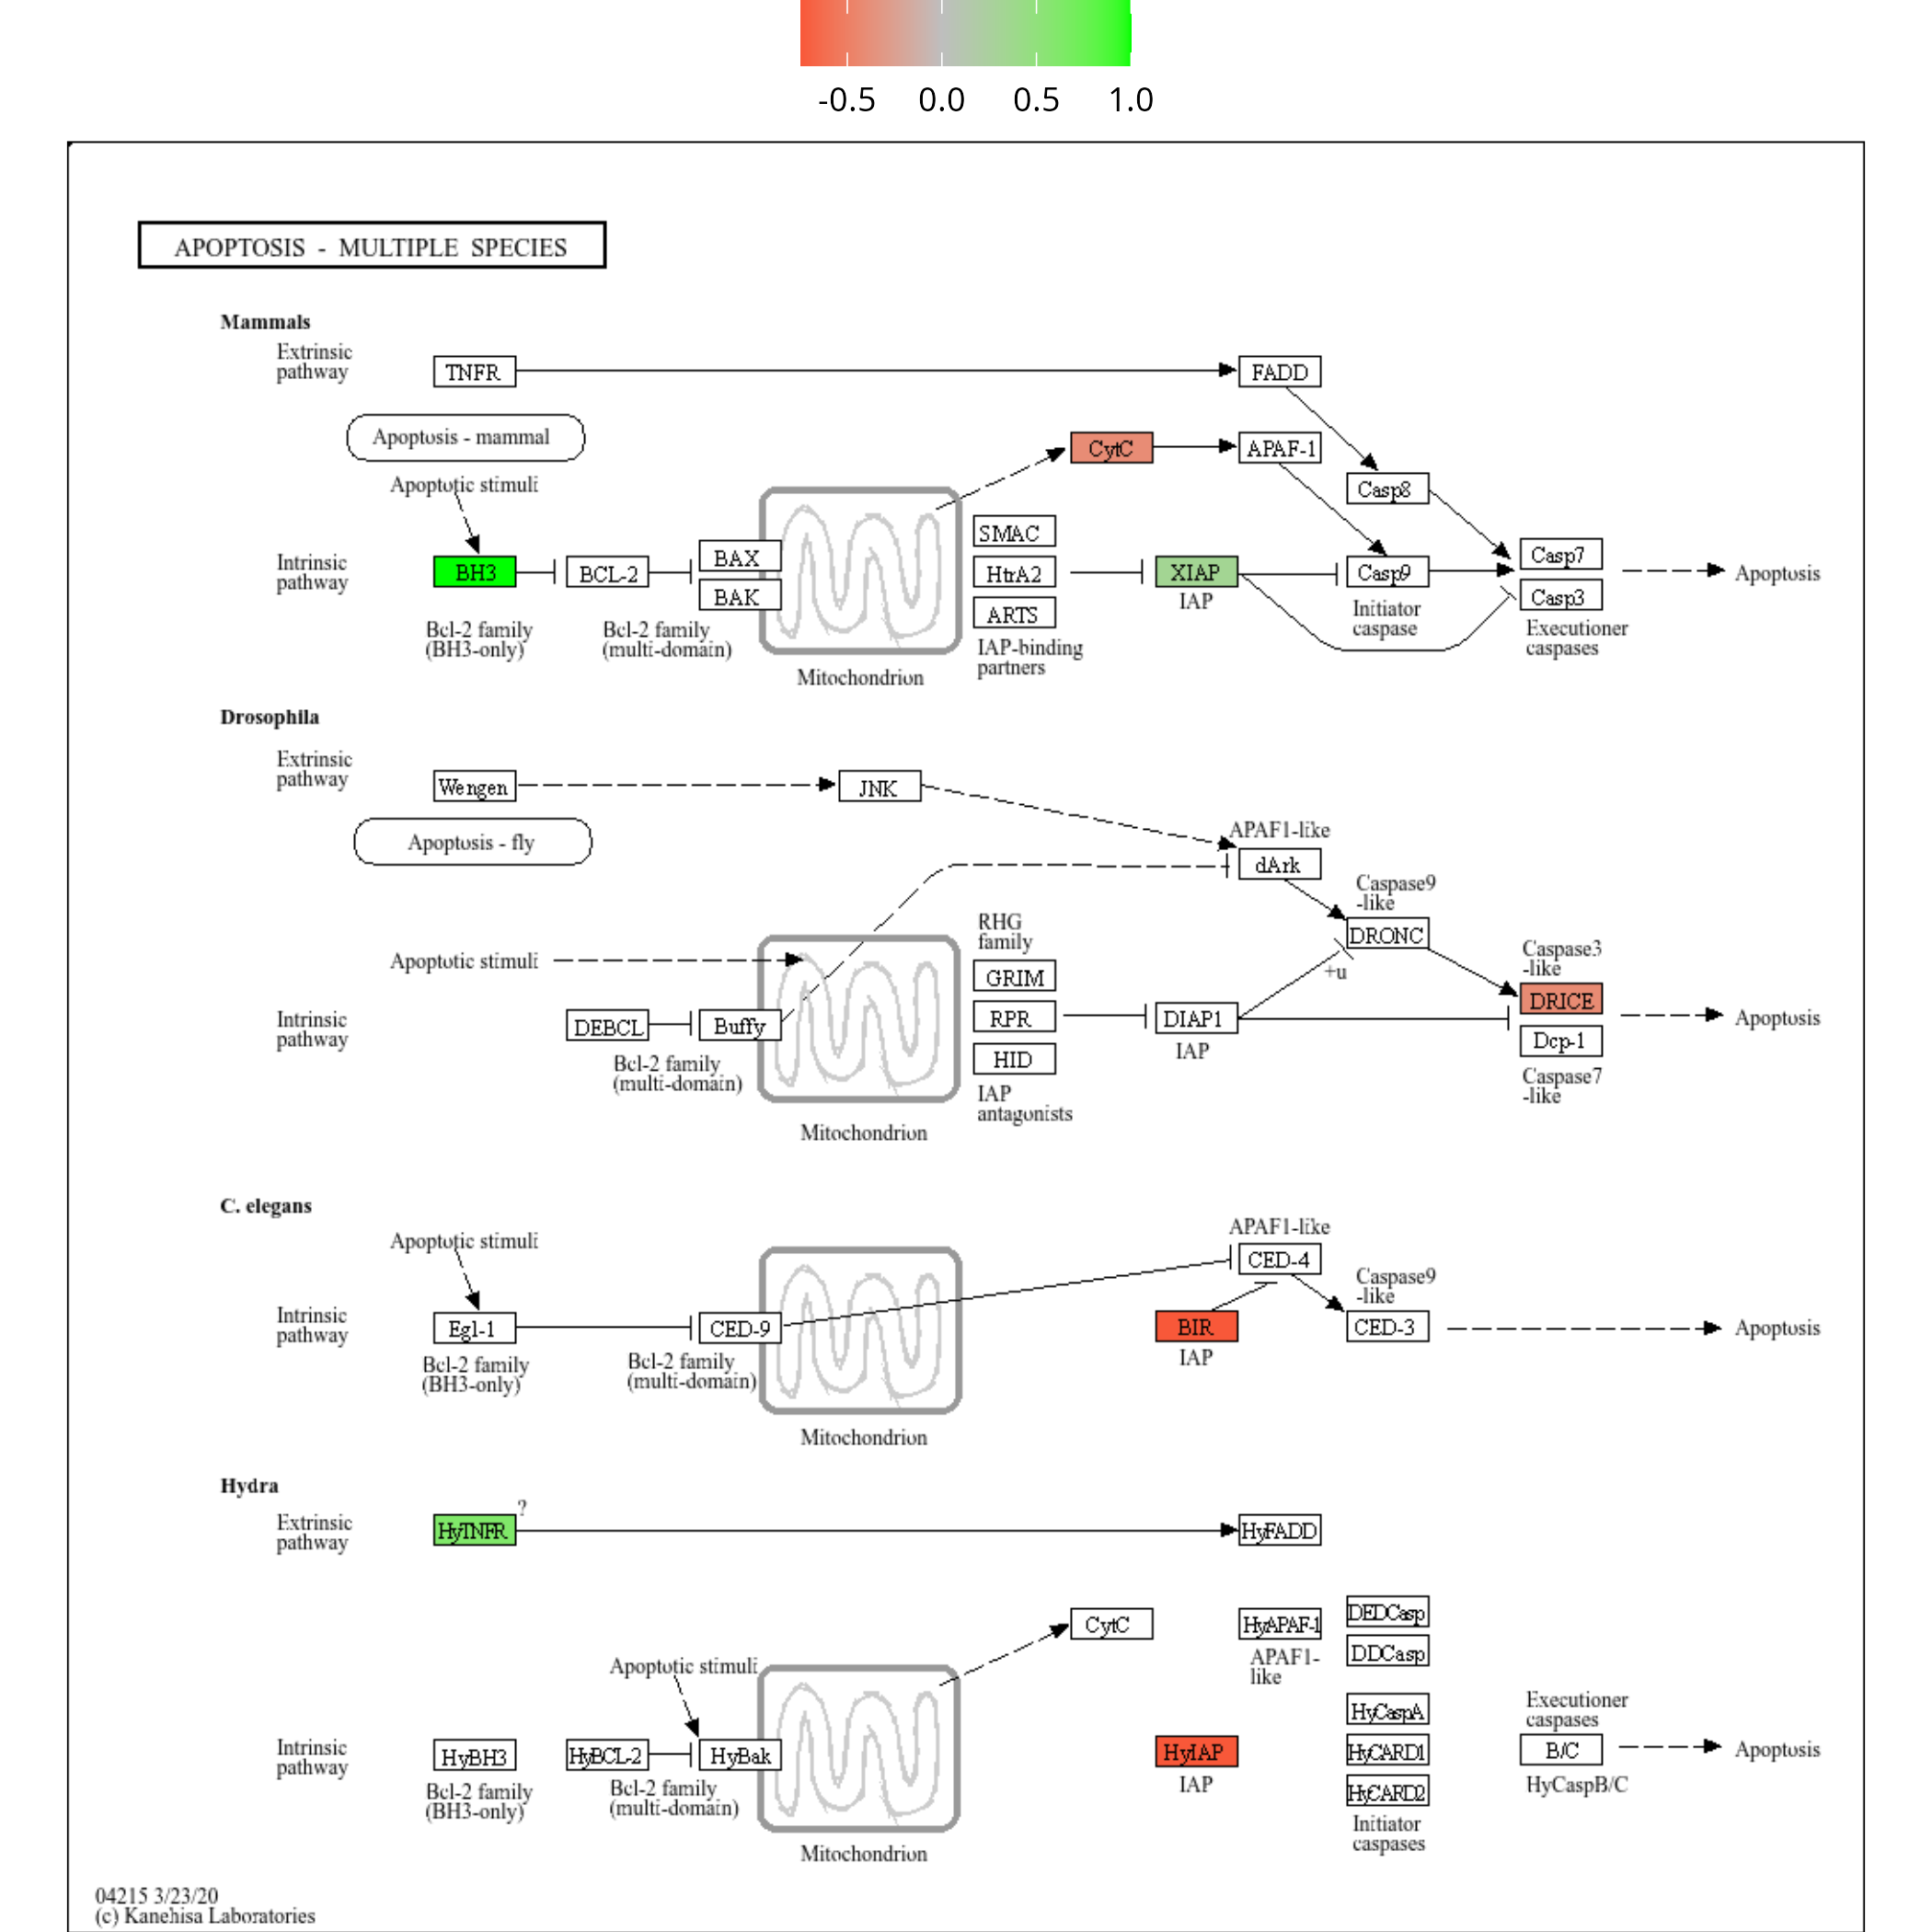 -0.5 0.0 0.5 1.0
APOPTOSIS - MULTIPLE SPECIES
Mammals
Extrinsic
pathway
TNFR
FADD
Apoptosis - mammal
CytC
APAF-1
Apoptotic stimuli
Casp8
SMAC
Intrinsic
pathway
BH3
BCL-2
BAX
BAK
HtrA2
ARTS
XIAP
IAP
Casp9
Initiator
caspase
Casp7
Casp3
Apoptosis
Bcl-2 family
(BH3-only)
Bcl-2 family
(multi-domain)
IAP-binding
partners
Executioner
caspases
Mitochondrion
Drosophila
Extrinsic
pathway
Wengen
JNK
Apoptosis - fly
APAF1-like
dArk
Caspase9
-like
DRONC
RHG
family
Apoptotic stimuli
+u
GRIM
Caspase3
-like
DRICE
Intrinsic
pathway
DEBCL
Buffy
RPR
DIAP1
IAP
Apoptosis
Dcp-1
HID
Bcl-2 family
(multi-domain)
Caspase7
-like
IAP
antagonists
Mitochondrion
C. elegans
Apoptotic stimuli
APAF1-like
CED-4
Caspase9
-like
Intrinsic
pathway
Egl-1
CED-9
BIR
IAP
CED-3
Apoptosis
Bcl-2 family
(BH3-only)
Bcl-2 family
(multi-domain)
Mitochondrion
Hydra
Extrinsic
pathway
HyTNFR
?
HyFADD
CytC
HyAPAF-1
APAF1-
like
DEDCasp
DDCasp
Apoptotic stimuli
HyCaspA
Executioner
caspases
Intrinsic
pathway
HyBH3
HyBCL-2
HyBak
HyIAP
IAP
HyCARD1
B/C
Apoptosis
Bcl-2 family
(BH3-only)
Bcl-2 family
(multi-domain)
HyCARD2
HyCaspB/C
Initiator
caspases
Mitochondrion
04215 3/23/20
(c) Kanehisa Laboratories